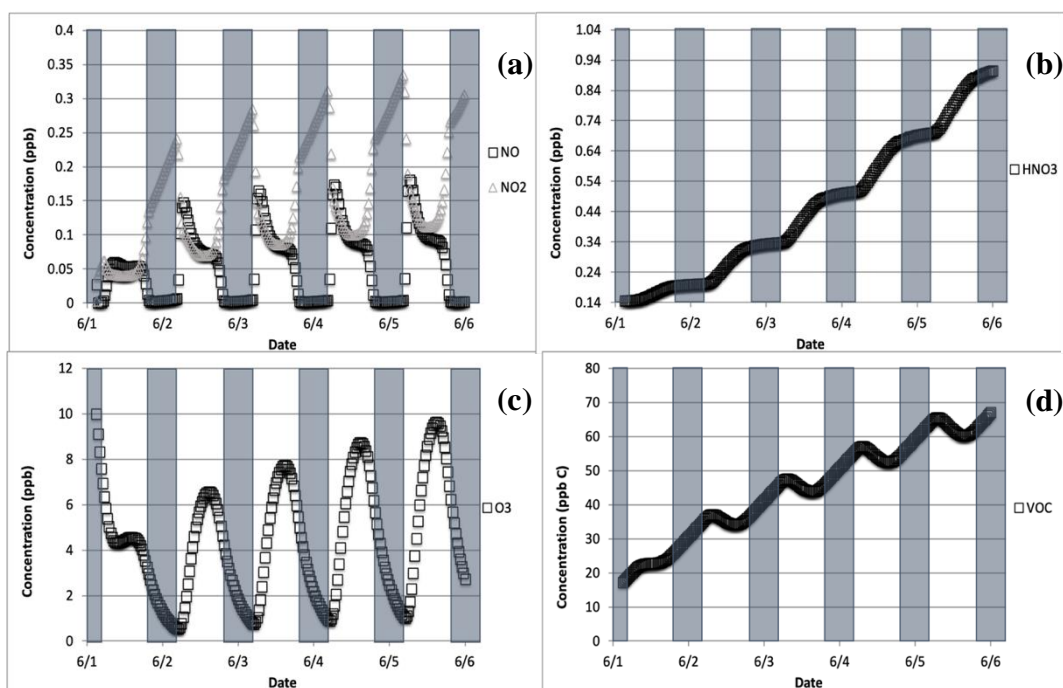 (a)
Concentration (ppb)
0.4
0.35
0.3
0.25
0.2
0.15
0.1
0.05
0
6/1 6/2 6/3 6/4 6/5 6/6
Date
NO
NO2
(b)
Concentration (ppb)
1.04
0.94
0.84
0.74
0.64
0.54
0.44
0.34
0.24
0.14
6/1 6/2 6/3 6/4 6/5 6/6
Date
HNO3
(c)
Concentration (ppb)
12
10
8
6
4
2
0
6/1 6/2 6/3 6/4 6/5 6/6
Date
O3
(d)
Concentration (ppb C)
80
70
60
50
40
30
20
10
0
6/1 6/2 6/3 6/4 6/5 6/6
Date
VOC